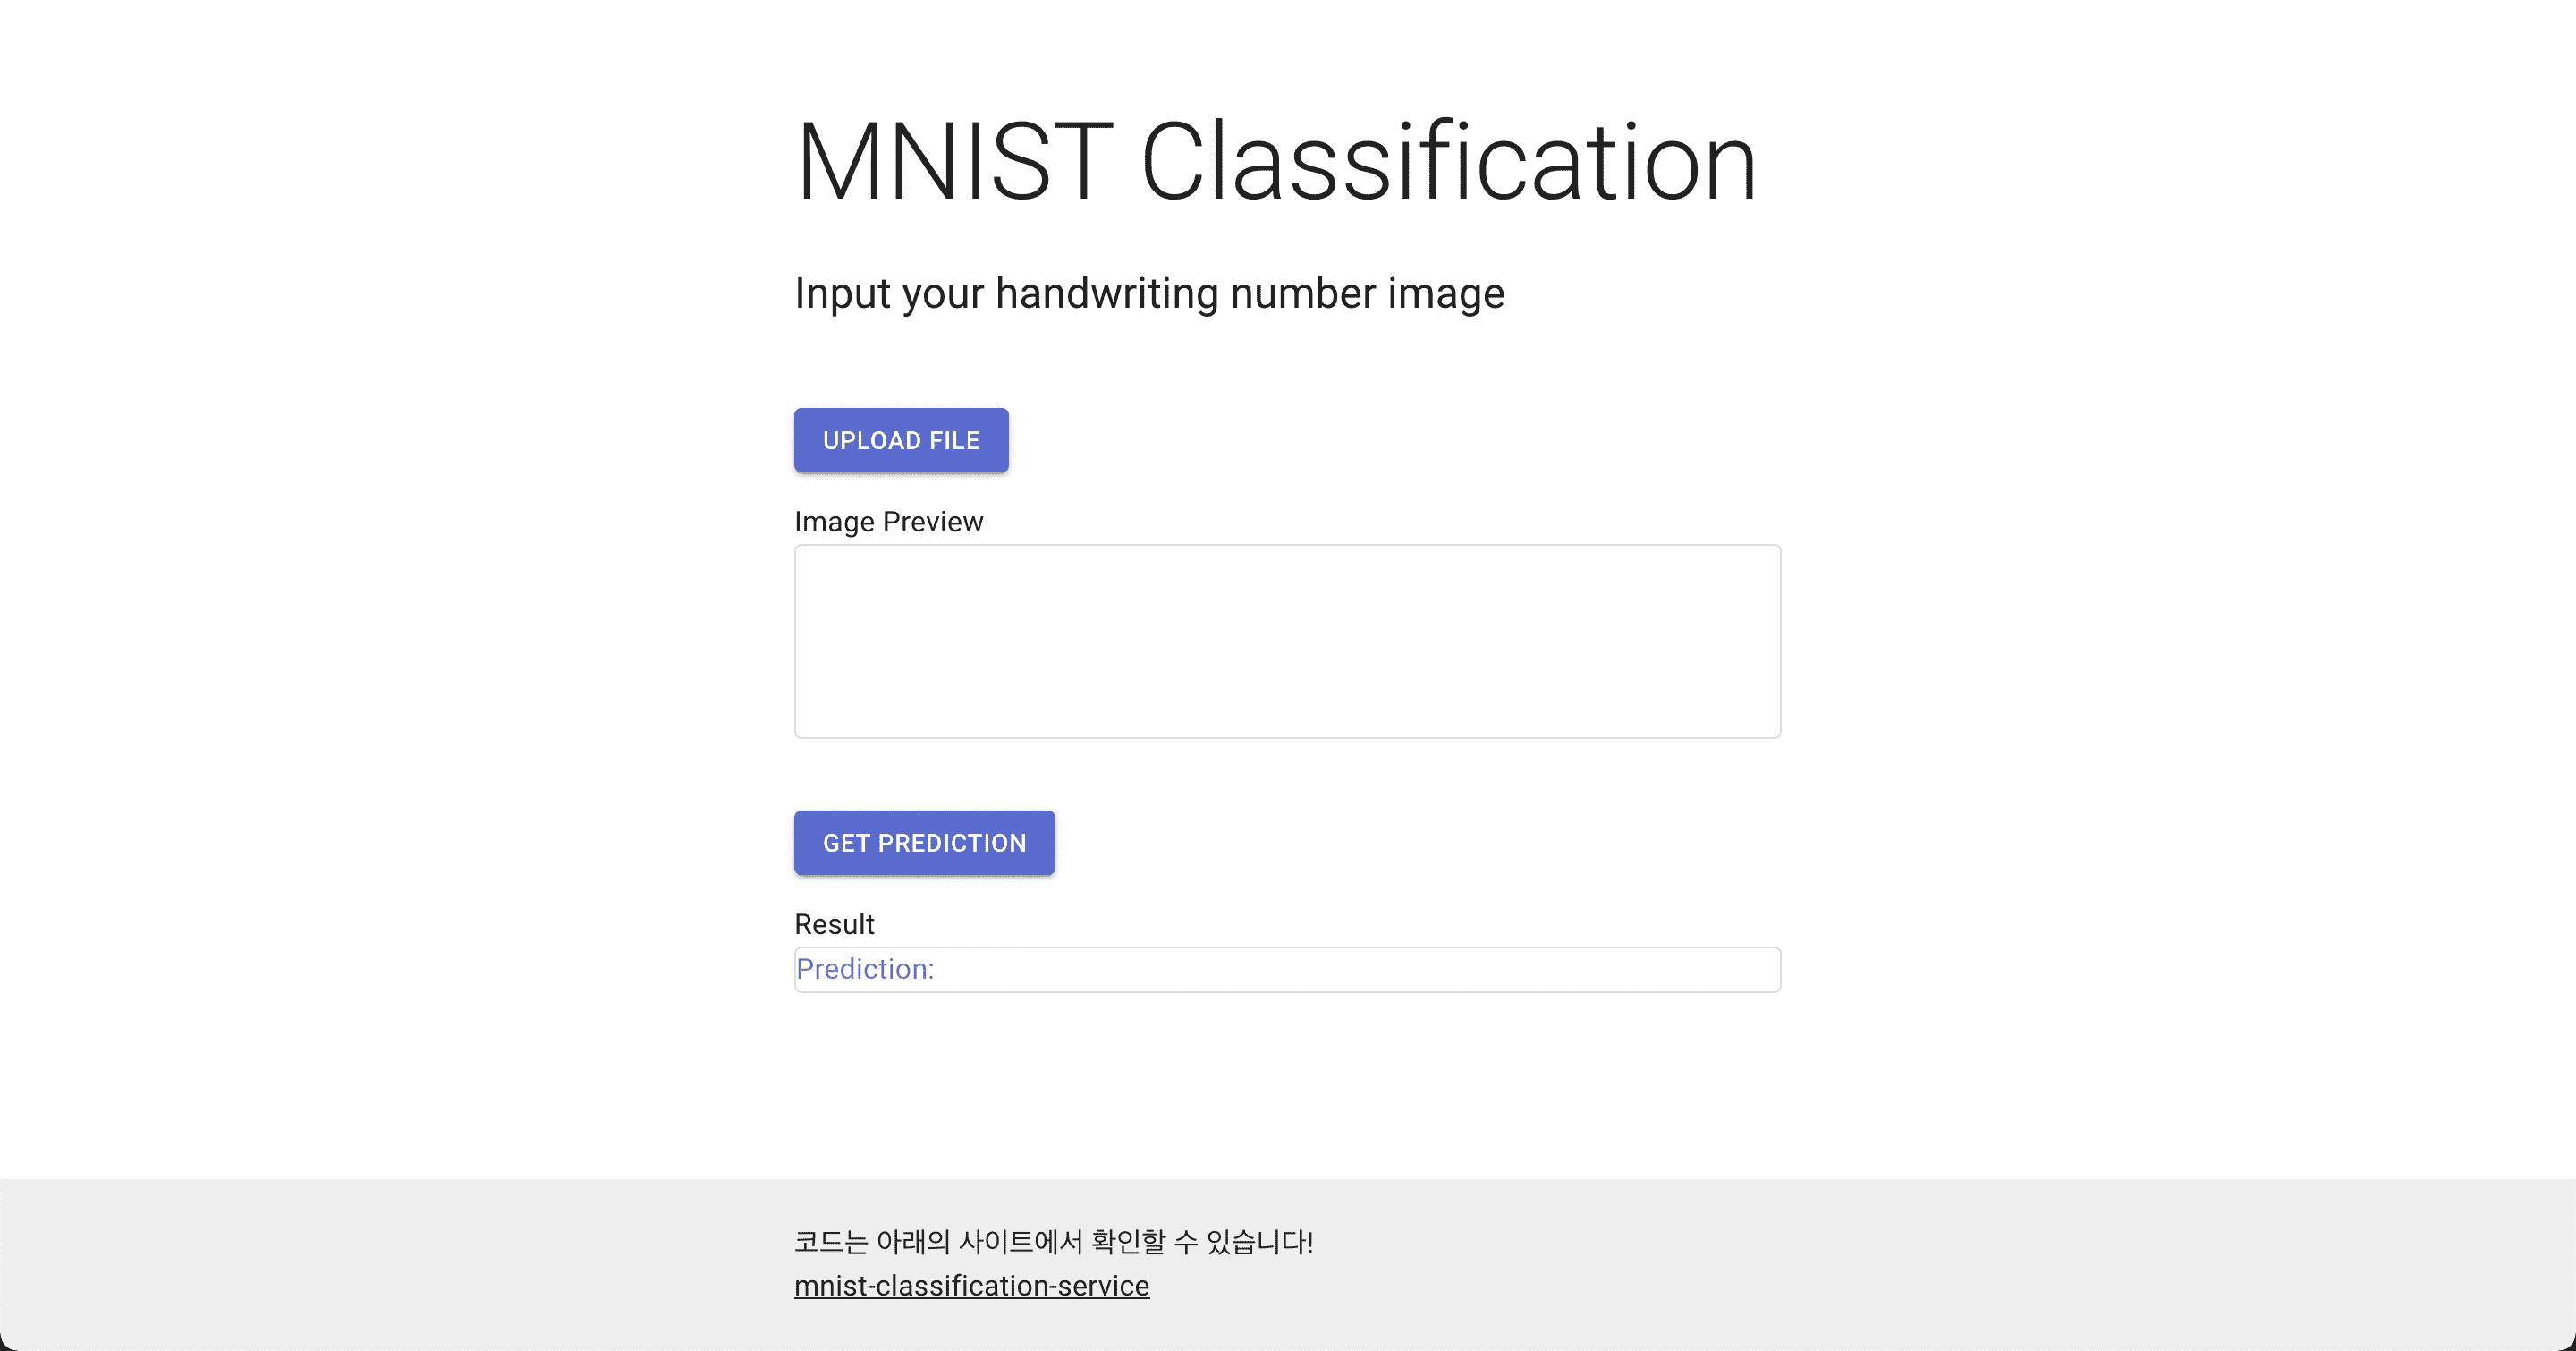 MNIST Classification
Input your handwriting number image
UPLOAD FILE
Image Preview
GET PREDICTION
Result
Prediction:
코드는 아래의 사이트에서 확인할 수 있습니다!
mnist-classification-service